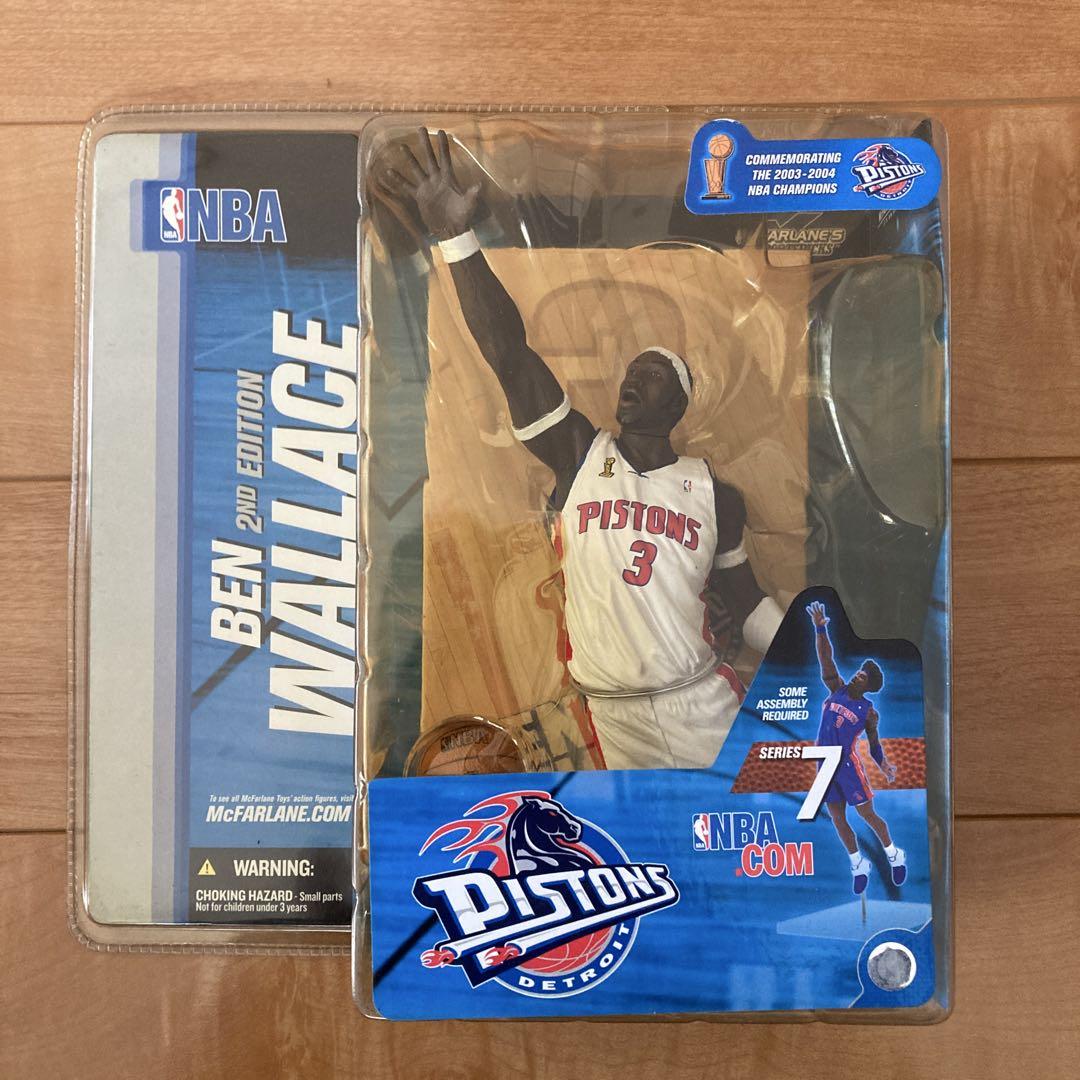 NBA
BEN 2ND EDITION
WALLACE
To see all McFarlane Toys' action figures, visit
McFARLANE.COM
WARNING:
CHOKING HAZARD - Small parts
Not for children under 3 years
COMMEMORATING
THE 2003-2004
NBA CHAMPIONS
PISTONS
DETROIT
PISTONS
3
SOME
ASSEMBLY
REQUIRED
SERIES 7
NBA
.COM
PISTONS
DETROIT